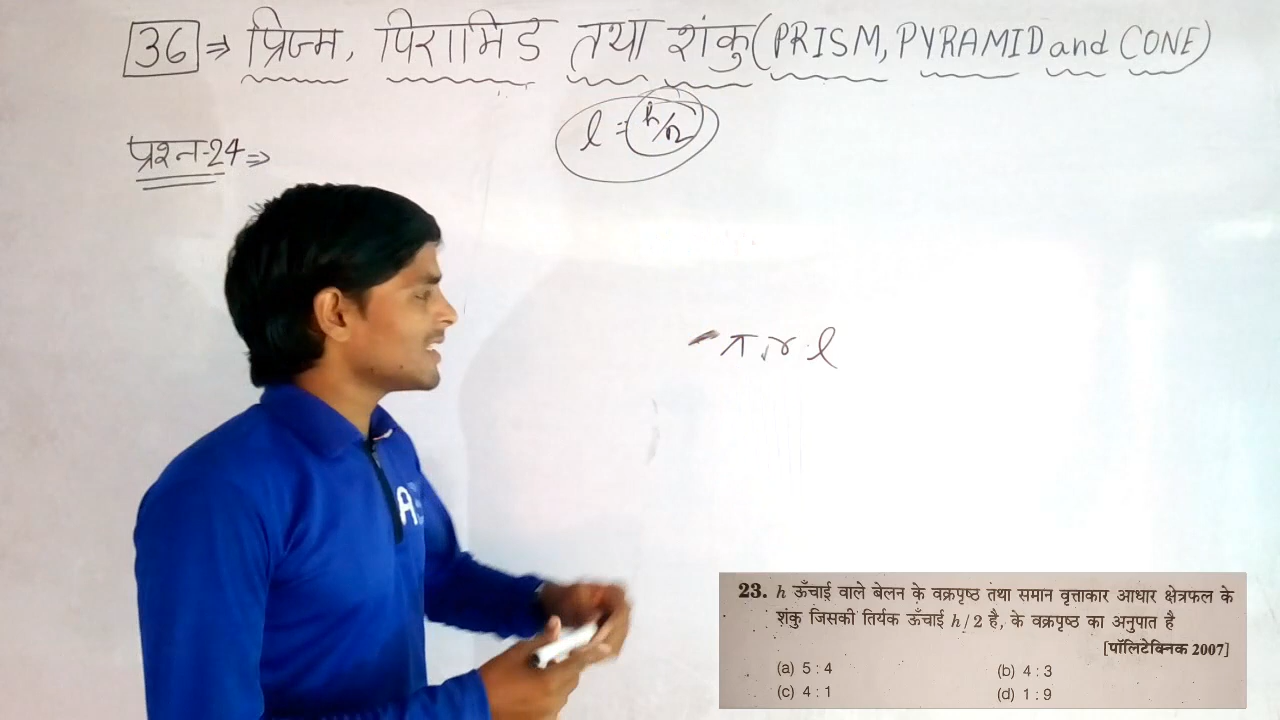 36 ⇒ प्रिज्म, पिरामिड तथा शंकु (PRISM, PYRAMID and CONE)
l = h/2
प्रश्न-24 ⇒
π r l
A
23. h ऊँचाई वाले बेलन के वक्रपृष्ठ तथा समान वृत्ताकार आधार क्षेत्रफल के
शंकु जिसकी तिर्यक ऊँचाई h/2 है, के वक्रपृष्ठ का अनुपात है
[पॉलिटेक्निक 2007]
(a) 5 : 4 (b) 4 : 3
(c) 4 : 1 (d) 1 : 9